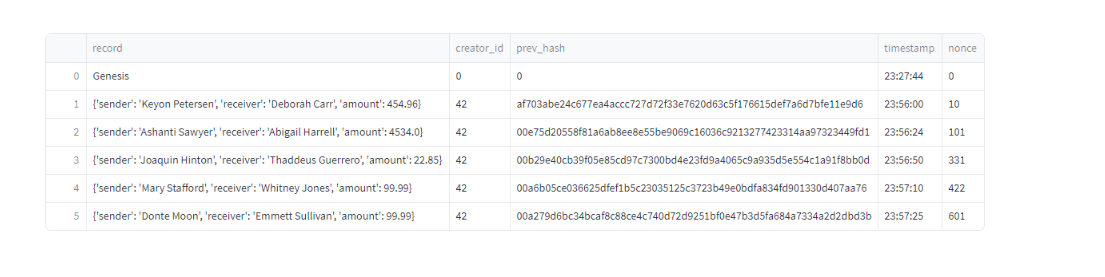 record creator_id prev_hash timestamp nonce
0 Genesis 0 0 23:27:44 0
1 {'sender': 'Keyon Petersen', 'receiver': 'Deborah Carr', 'amount': 454.96} 42 af703abe24c677ea4accc727d72f33e7620d63c5f176615def7a6d7bfe11e9d6 23:56:00 10
2 {'sender': 'Ashanti Sawyer', 'receiver': 'Abigail Harrell', 'amount': 4534.0} 42 00e75d20558f81a6ab8ee8e55be9069c16036c9213277423314aa97323449fd1 23:56:24 101
3 {'sender': 'Joaquin Hinton', 'receiver': 'Thaddeus Guerrero', 'amount': 22.85} 42 00b29e40cb39f05e85cd97c7300bd4e23fd9a4065c9a935d5e554c1a91f8bb0d 23:56:50 331
4 {'sender': 'Mary Stafford', 'receiver': 'Whitney Jones', 'amount': 99.99} 42 00a6b05ce036625dfef1b5c23035125c3723b49e0bdfa834fd901330d407aa76 23:57:10 422
5 {'sender': 'Donte Moon', 'receiver': 'Emmett Sullivan', 'amount': 99.99} 42 00a279d6bc34bcaf8c88ce4c740d72d9251bf0e47b3d5fa684a7334a2d2dbd3b 23:57:25 601